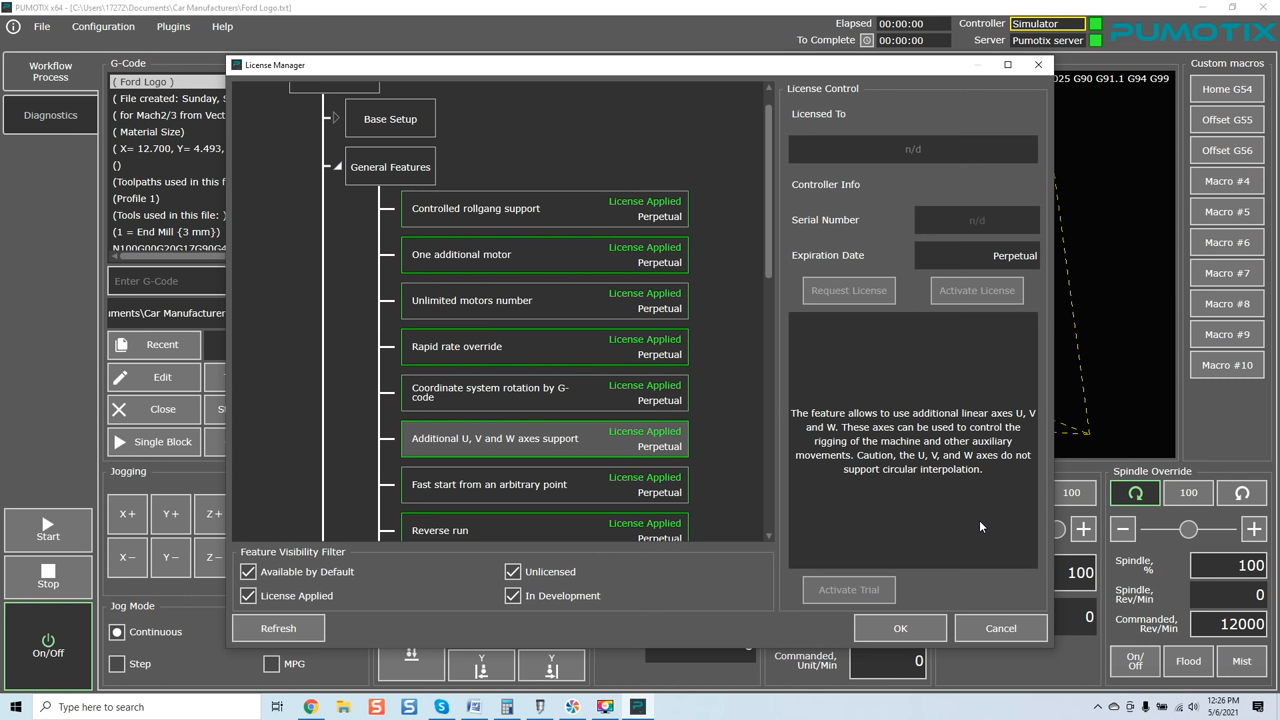 PUMOTIX x64 - [C:\Users\17272\Documents\Car Manufacturers\Ford Logo.txt]
File Configuration Plugins Help
Elapsed 00:00:00 Controller Simulator
To Complete 00:00:00 Server Pumotix server
PUMOTIX
Workflow Process
Diagnostics
G-Code
( Ford Logo )
( File created: Sunday, S
( for Mach2/3 from Vect
( Material Size)
( X= 12.700, Y= 4.493,
()
(Toolpaths used in this f
(Profile 1)
(Tools used in this file: )
(1 = End Mill {3 mm})
N100G00G20G17G90G4
Enter G-Code
uments\Car Manufacturer
Recent
Edit
Close
Single Block
Jogging
X+ Y+ Z+
X− Y− Z−
Jog Mode
Continuous
Step MPG
Start
Stop
On/Off
License Manager
Base Setup
General Features
Controlled rollgang support License Applied
Perpetual
One additional motor License Applied
Perpetual
Unlimited motors number License Applied
Perpetual
Rapid rate override License Applied
Perpetual
Coordinate system rotation by G-code License Applied
Perpetual
Additional U, V and W axes support License Applied
Perpetual
Fast start from an arbitrary point License Applied
Perpetual
Reverse run License Applied
Perpetual
Feature Visibility Filter
Available by Default Unlicensed
License Applied In Development
Refresh
License Control
Licensed To
n/d
Controller Info
Serial Number n/d
Expiration Date Perpetual
Request License Activate License
The feature allows to use additional linear axes U, V
and W. These axes can be used to control the
rigging of the machine and other auxiliary
movements. Caution, the U, V, and W axes do not
support circular interpolation.
Activate Trial
OK Cancel
025 G90 G91.1 G94 G99
Custom macros
Home G54
Offset G55
Offset G56
Macro #4
Macro #5
Macro #6
Macro #7
Macro #8
Macro #9
Macro #10
Spindle Override
100 100
− +
+
Spindle, % 100
100
Spindle, Rev/Min 0
0
Commanded, Rev/Min 12000
On/Off Flood Mist
Y Y
Commanded, Unit/Min 0
Type here to search
12:26 PM
5/6/2021